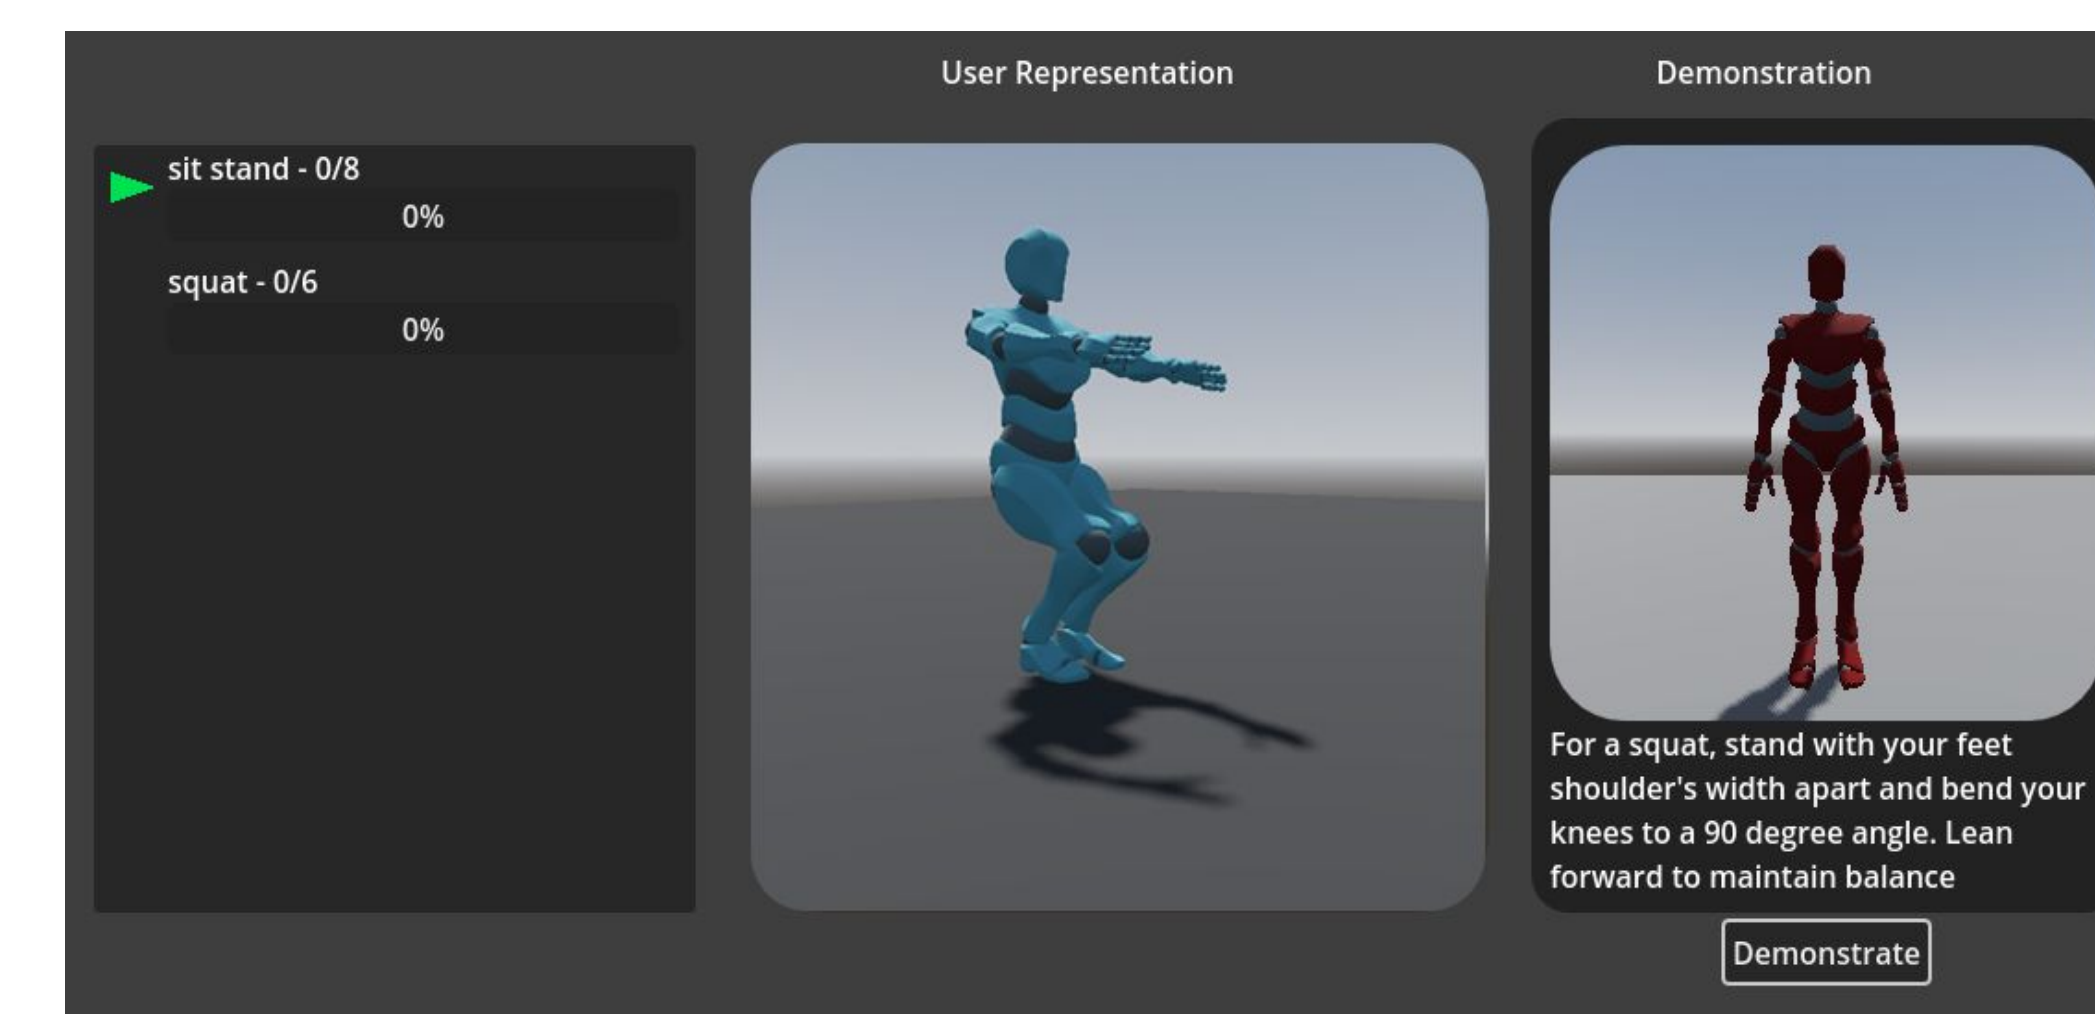 User Representation
Demonstration
sit stand - 0/8
0%
squat - 0/6
0%
For a squat, stand with your feet
shoulder's width apart and bend your
knees to a 90 degree angle. Lean
forward to maintain balance
Demonstrate